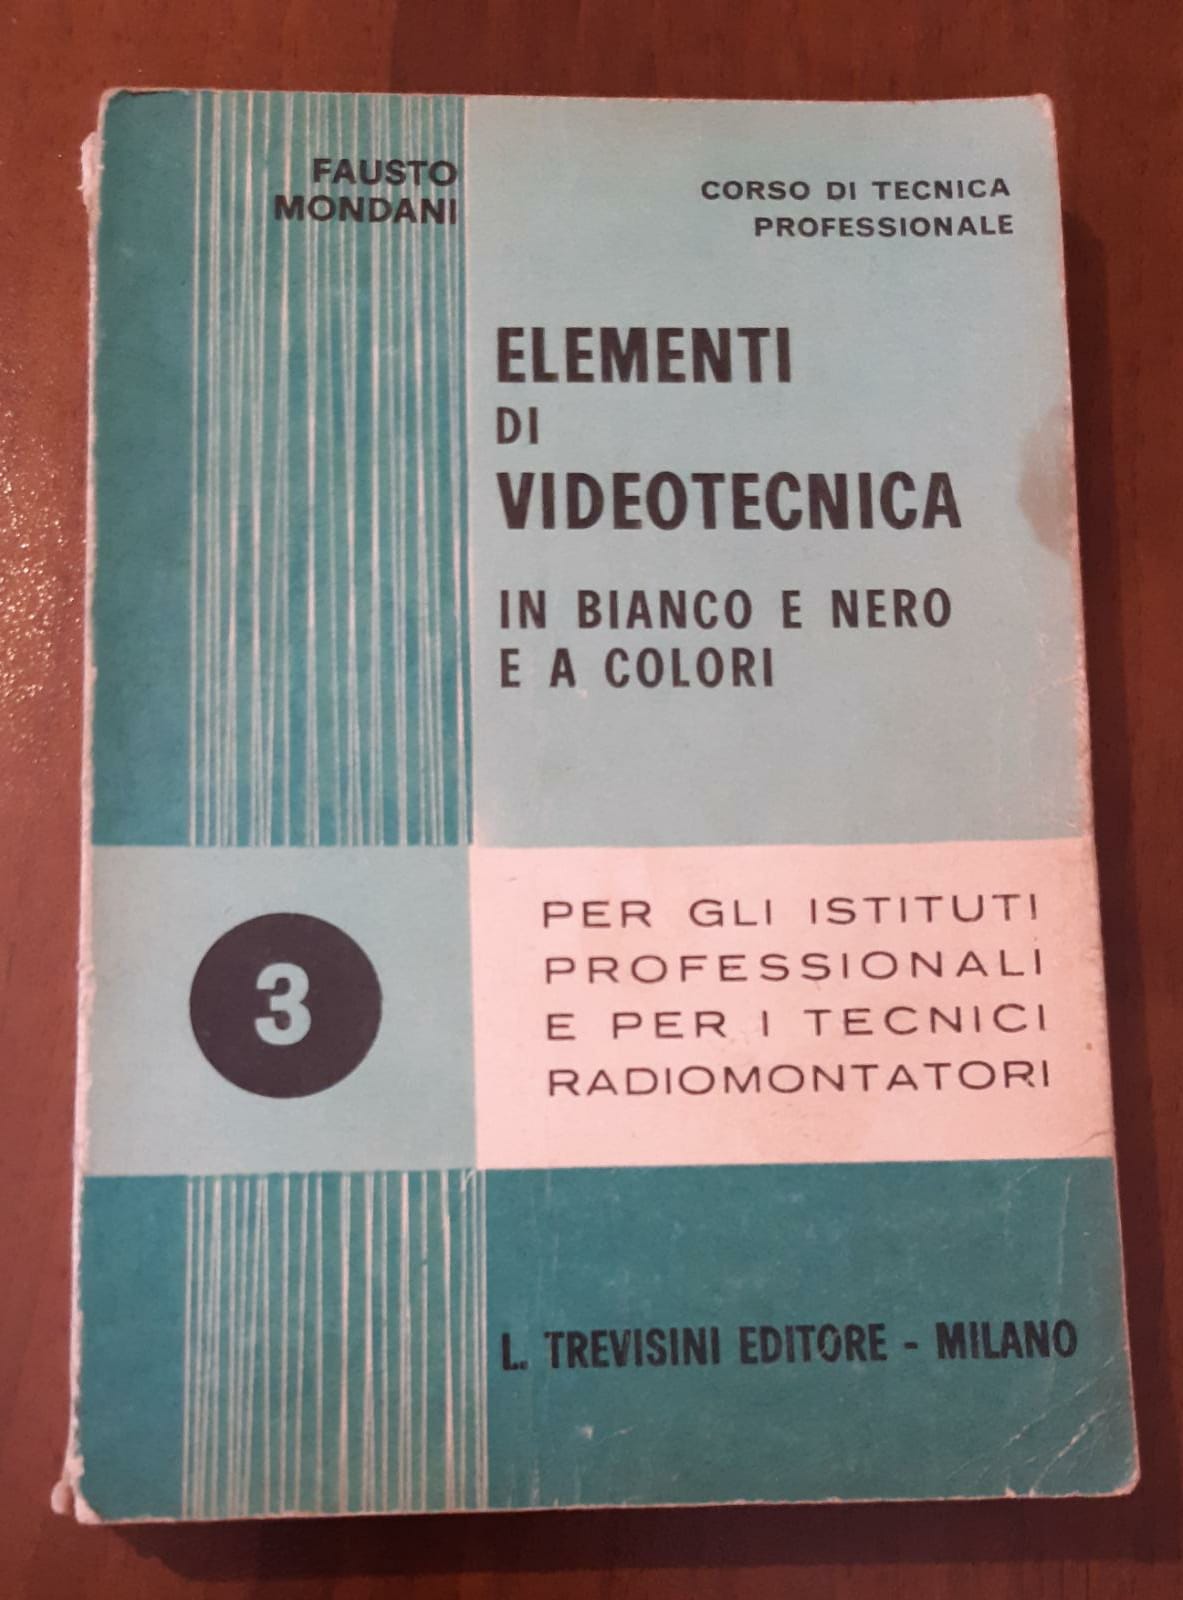 FAUSTO
MONDANI
CORSO DI TECNICA
PROFESSIONALE
ELEMENTI
DI
VIDEOTECNICA
IN BIANCO E NERO
E A COLORI
3
PER GLI ISTITUTI
PROFESSIONALI
E PER I TECNICI
RADIOMONTATORI
L. TREVISINI EDITORE - MILANO